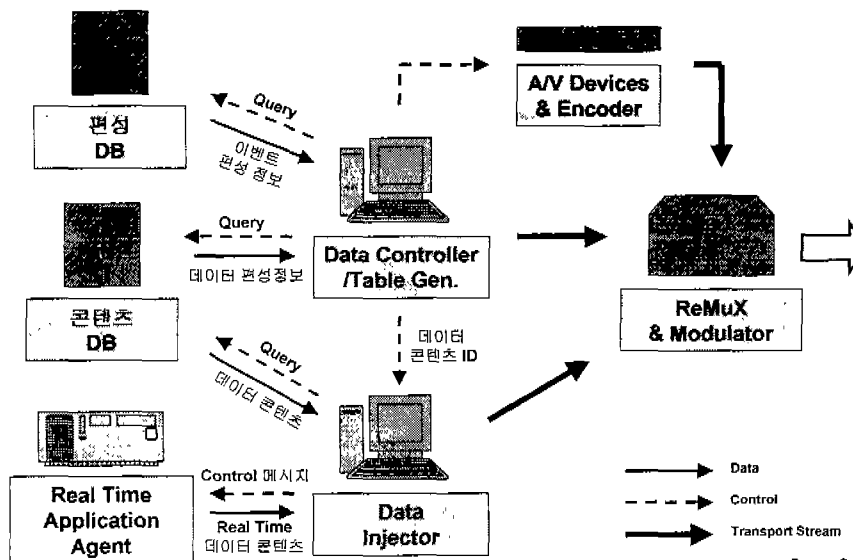 편성
DB
Query
이벤트
편성 정보
A/V Devices
& Encoder
Query
데이터 편성정보
Data Controller
/Table Gen.
콘텐츠
DB
ReMuX
& Modulator
Query
데이터 콘텐츠
데이터
콘텐츠 ID
Real Time
Application
Agent
Control 메시지
Real Time
데이터 콘텐츠
Data
Injector
Data
Control
Transport Stream